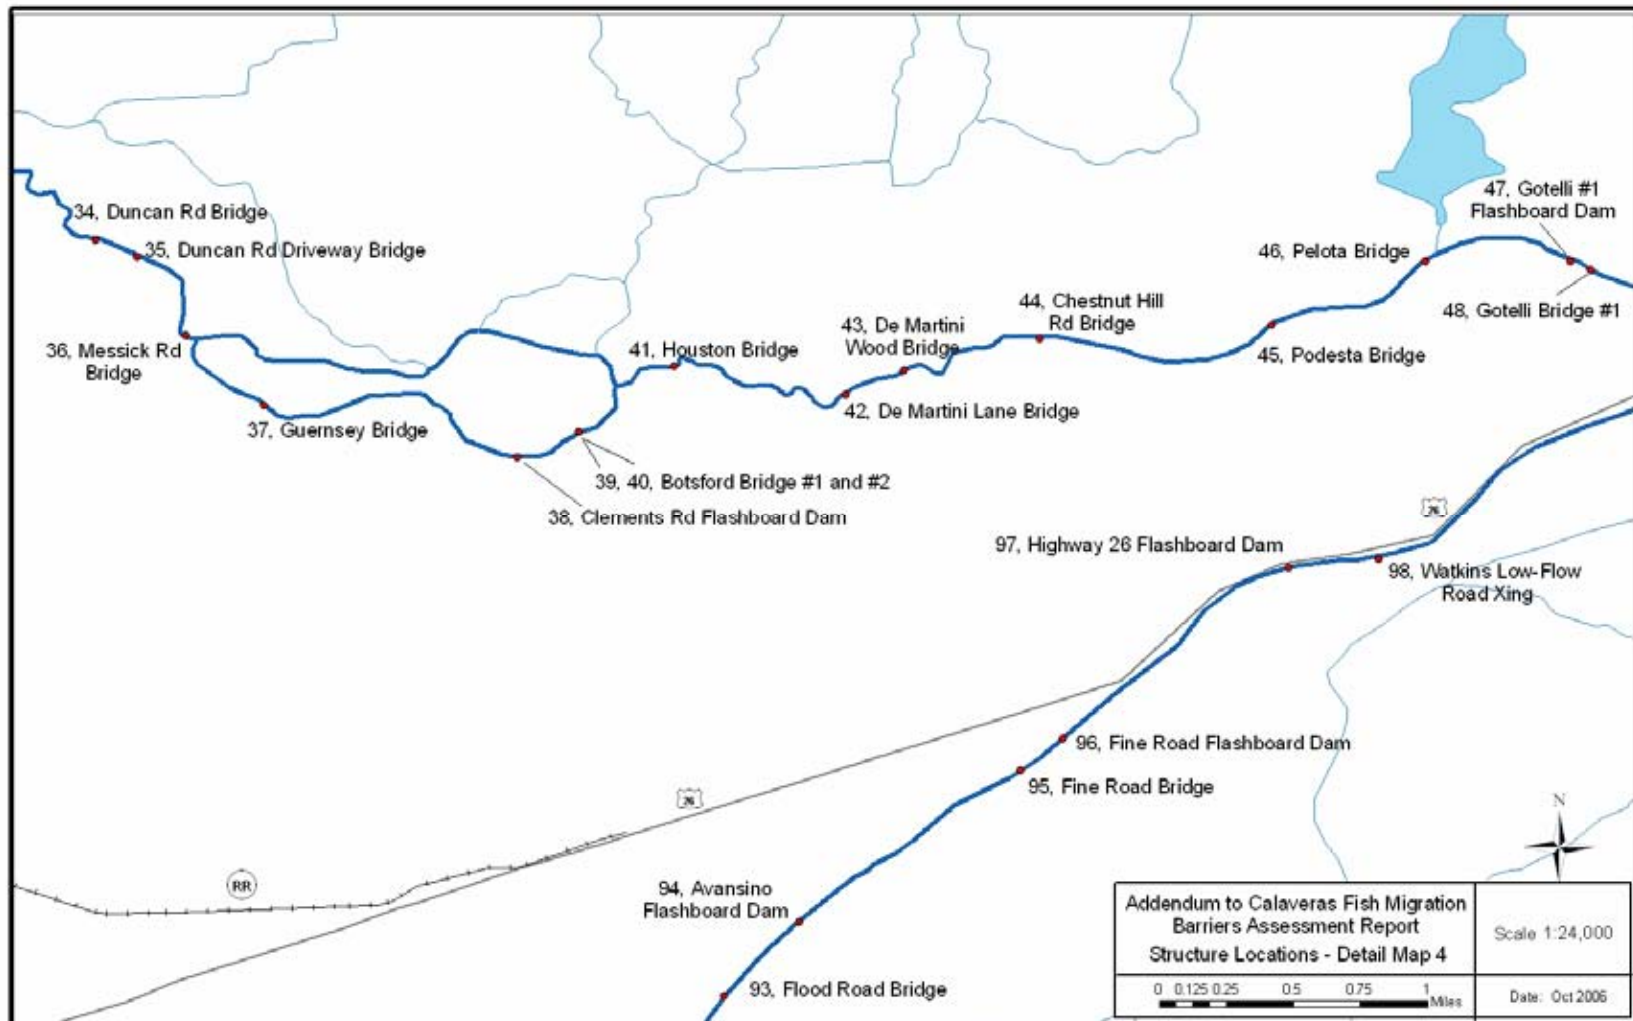 34, Duncan Rd Bridge
35, Duncan Rd Driveway Bridge
36, Messick Rd
Bridge
37, Guernsey Bridge
38, Clements Rd Flashboard Dam
39, 40, Botsford Bridge #1 and #2
41, Houston Bridge
42, De Martini Lane Bridge
43, De Martini
Wood Bridge
44, Chestnut Hill
Rd Bridge
45, Podesta Bridge
46, Pelota Bridge
47, Gotelli #1
Flashboard Dam
48, Gotelli Bridge #1
26
97, Highway 26 Flashboard Dam
98, Watkins Low-Flow
Road Xing
96, Fine Road Flashboard Dam
95, Fine Road Bridge
26
RR
94, Avansino
Flashboard Dam
93, Flood Road Bridge
N
Addendum to Calaveras Fish Migration
Barriers Assessment Report
Structure Locations - Detail Map 4
Scale 1:24,000
0 0.125 0.25 0.5 0.75 1
Miles
Date: Oct 2006